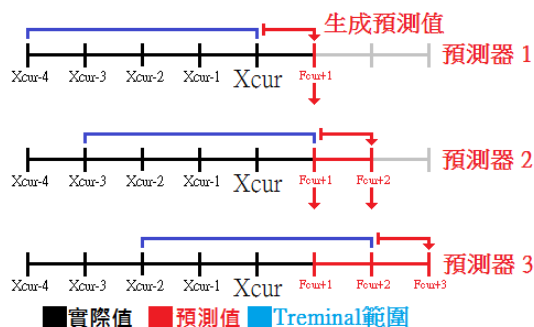 生成預測值
Xcur-4 Xcur-3 Xcur-2 Xcur-1 Xcur Fcur+1 預測器 1
Xcur-4 Xcur-3 Xcur-2 Xcur-1 Xcur Fcur+1 Fcur+2 預測器 2
Xcur-4 Xcur-3 Xcur-2 Xcur-1 Xcur Fcur+1 Fcur+2 Fcur+3 預測器 3
實際值 預測值 Treminal範圍